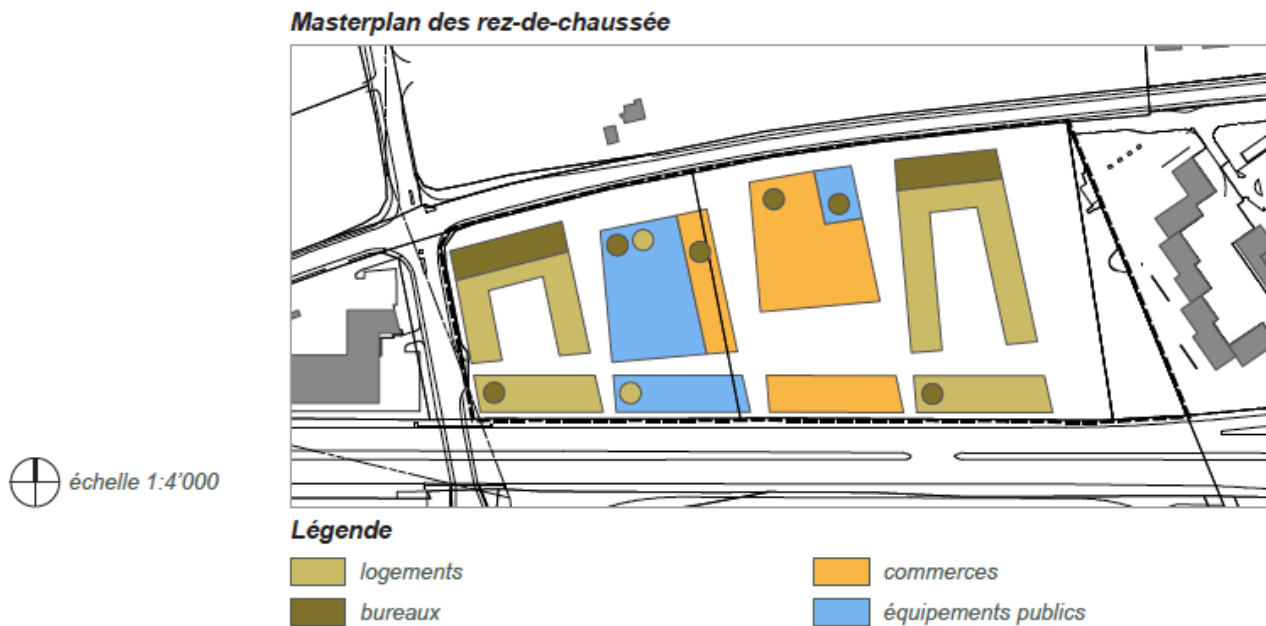 Masterplan des rez-de-chaussée
échelle 1:4'000
Légende
logements
commerces
bureaux
équipements publics